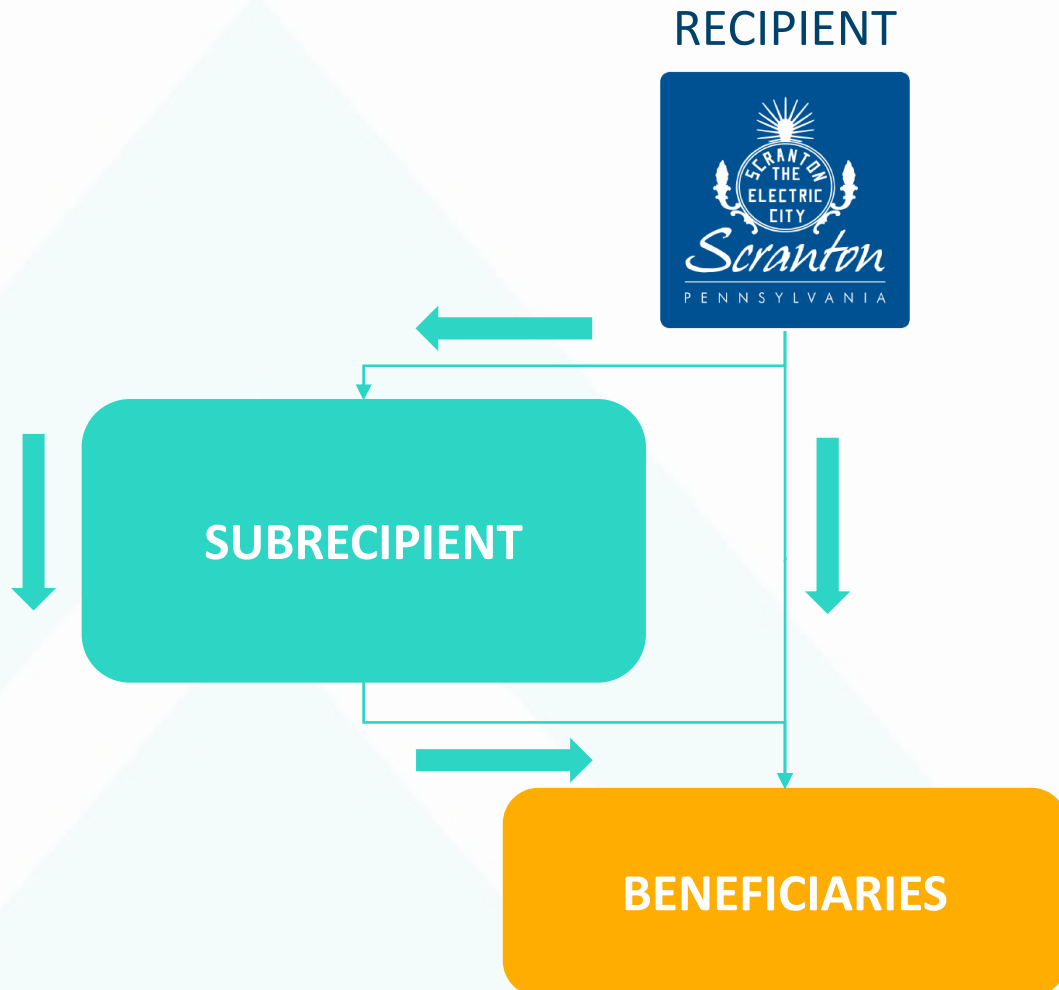 RECIPIENT
SCRANTON
THE
ELECTRIC
CITY
Scranton
PENNSYLVANIA
SUBRECIPIENT
BENEFICIARIES